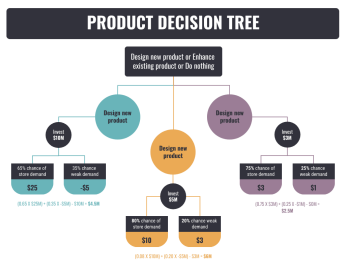 PRODUCT DECISION TREE
Design new product or Enhance
existing product or Do nothing
Design new
product
Design new
product
Design new
product
Invest
$10M
Invest
$3M
Invest
$5M
65% chance of
store demand
35% chance
weak demand
75% chance of
store demand
25% chance
weak demand
$25
-$5
$3
$1
80% chance of
store demand
20% chance weak
demand
$10
$3